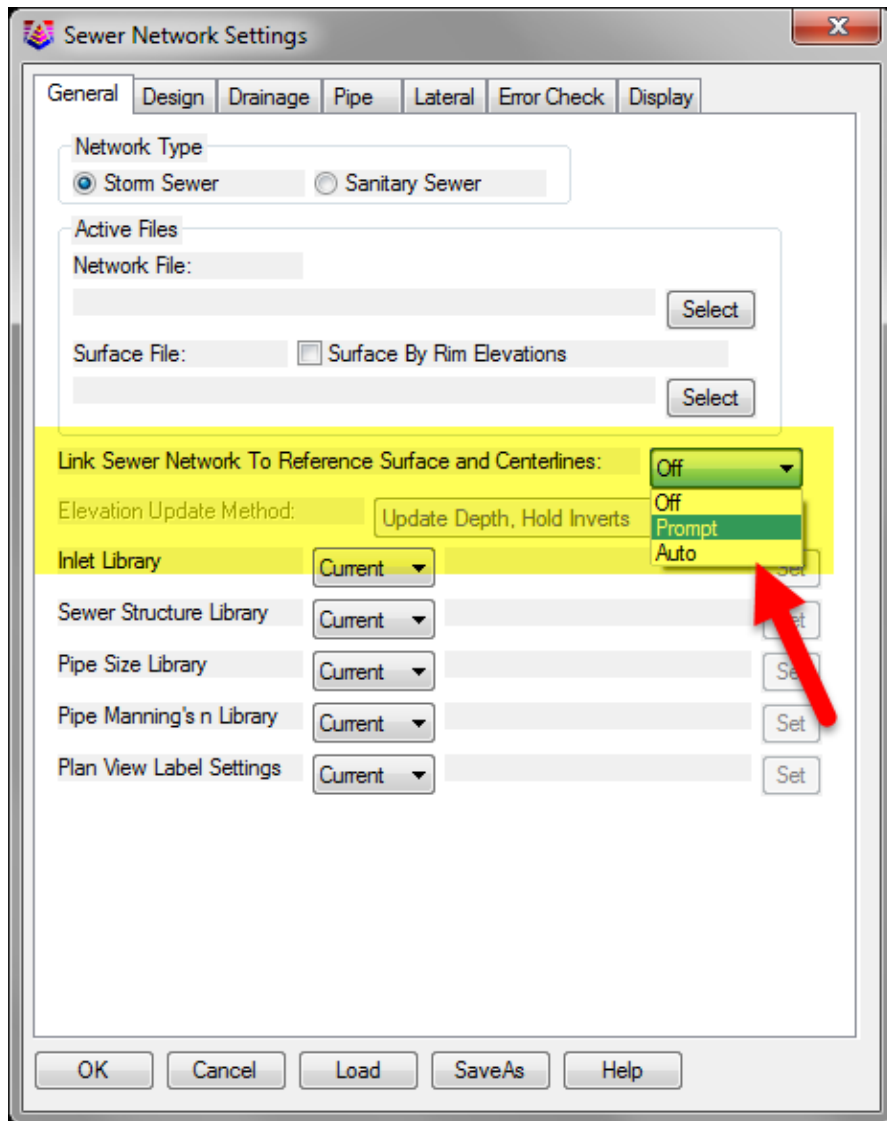 Sewer Network Settings
General Design Drainage Pipe Lateral Error Check Display
Network Type
Storm Sewer Sanitary Sewer
Active Files
Network File:
Select
Surface File: Surface By Rim Elevations
Select
Link Sewer Network To Reference Surface and Centerlines: Off
Off
Elevation Update Method: Update Depth, Hold Inverts Prompt
Auto
Inlet Library Current Set
Sewer Structure Library Current Set
Pipe Size Library Current Set
Pipe Manning's n Library Current Set
Plan View Label Settings Current Set
OK Cancel Load SaveAs Help